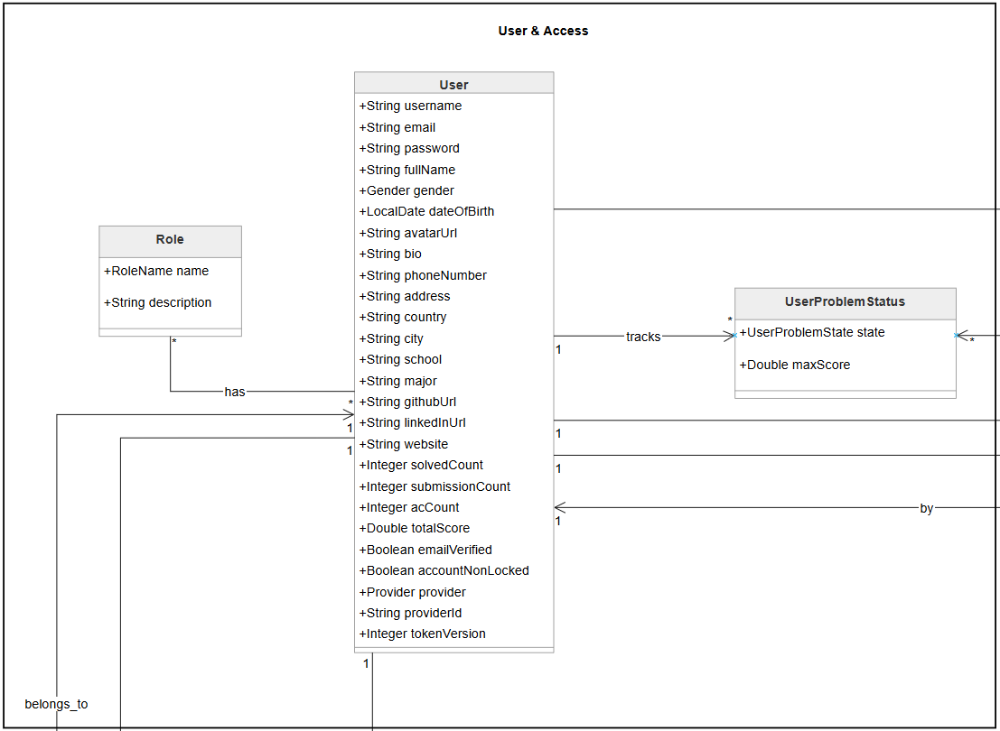 User & Access
User
+String username
+String email
+String password
+String fullName
+Gender gender
+LocalDate dateOfBirth
+String avatarUrl
+String bio
+String phoneNumber
+String address
+String country
+String city
+String school
+String major
+String githubUrl
+String linkedInUrl
+String website
+Integer solvedCount
+Integer submissionCount
+Integer acCount
+Double totalScore
+Boolean emailVerified
+Boolean accountNonLocked
+Provider provider
+String providerId
+Integer tokenVersion
Role
+RoleName name
+String description
*
has
*
1
1
belongs_to
1
UserProblemStatus
+UserProblemState state
+Double maxScore
*
tracks
1
*
1
1
by
1